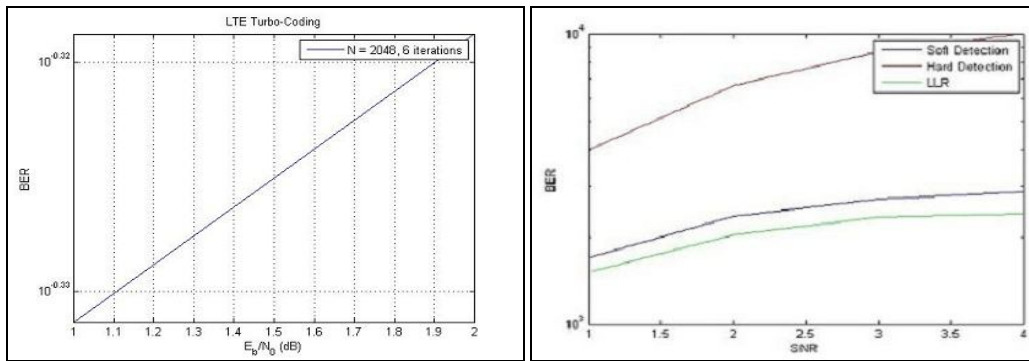 LTE Turbo-Coding
N = 2048, 6 iterations
10^-0.32
BER
10^-0.33
1 1.1 1.2 1.3 1.4 1.5 1.6 1.7 1.8 1.9 2
E_b/N_0 (dB)
10^4
Soft Detection
Hard Detection
LLR
BER
10^3
1 1.5 2 2.5 3 3.5 4
SNR